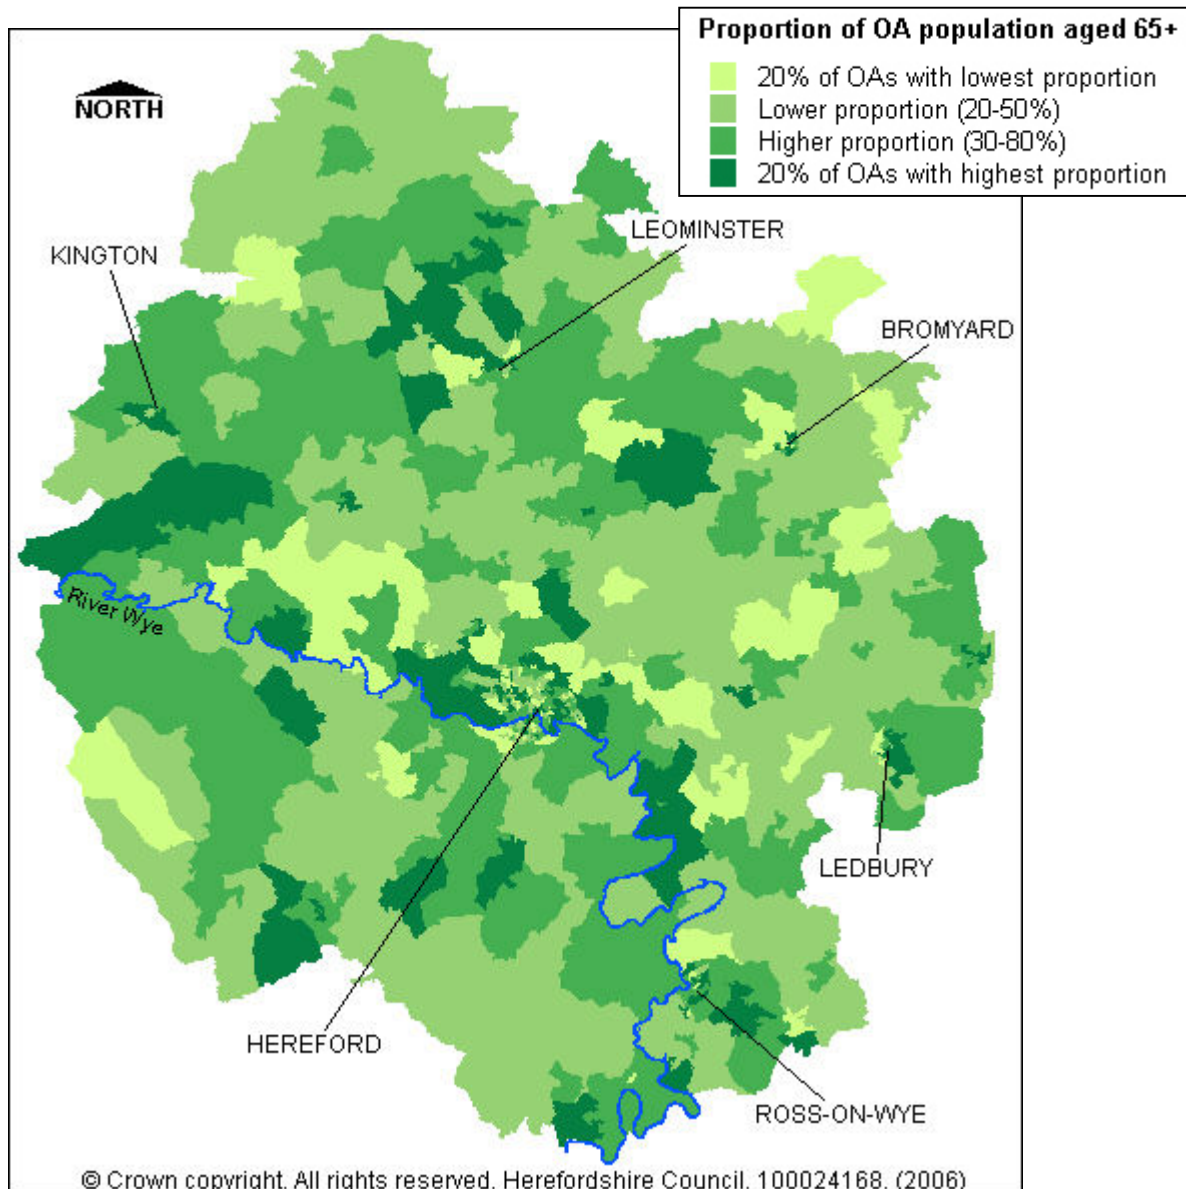 Proportion of OA population aged 65+
20% of OAs with lowest proportion
Lower proportion (20-50%)
Higher proportion (30-80%)
20% of OAs with highest proportion
NORTH
LEOMINSTER
KINGTON
BROMYARD
River Wye
LEDBURY
HEREFORD
ROSS-ON-WYE
© Crown copyright. All rights reserved. Herefordshire Council. 100024168. (2006)